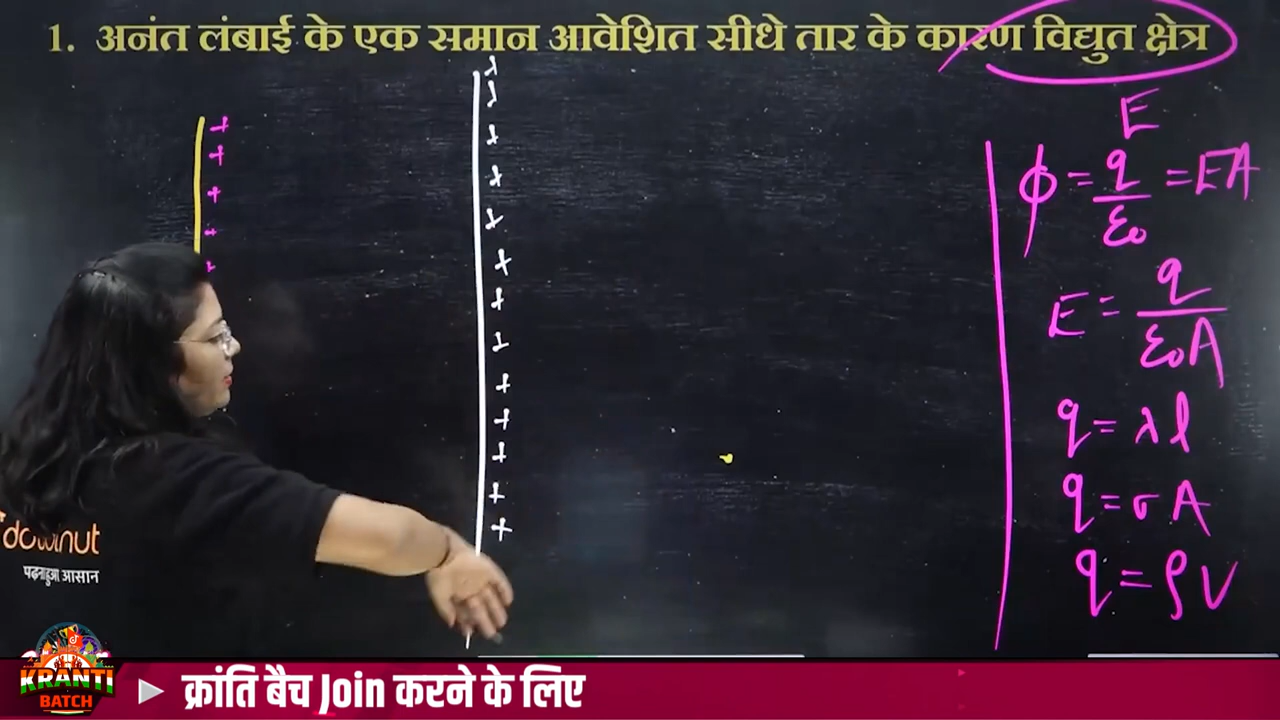 1. अनंत लंबाई के एक समान आवेशित सीधे तार के कारण विद्युत क्षेत्र
E
ϕ = q/ε₀ = EA
E = q/ε₀A
q = λl
q = σA
q = ρV
doubtnut
पढ़ना हुआ आसान
KRANTI
BATCH
क्रांति बैच Join करने के लिए